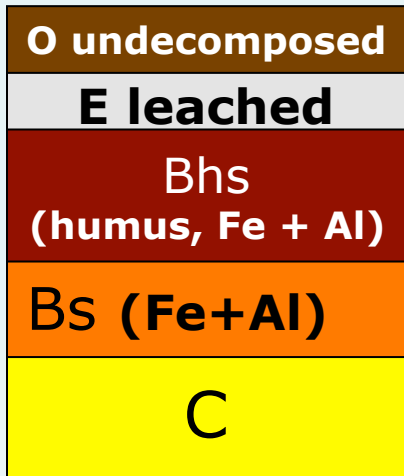 O undecomposed
E leached
Bhs
(humus, Fe + Al)
Bs (Fe+Al)
C